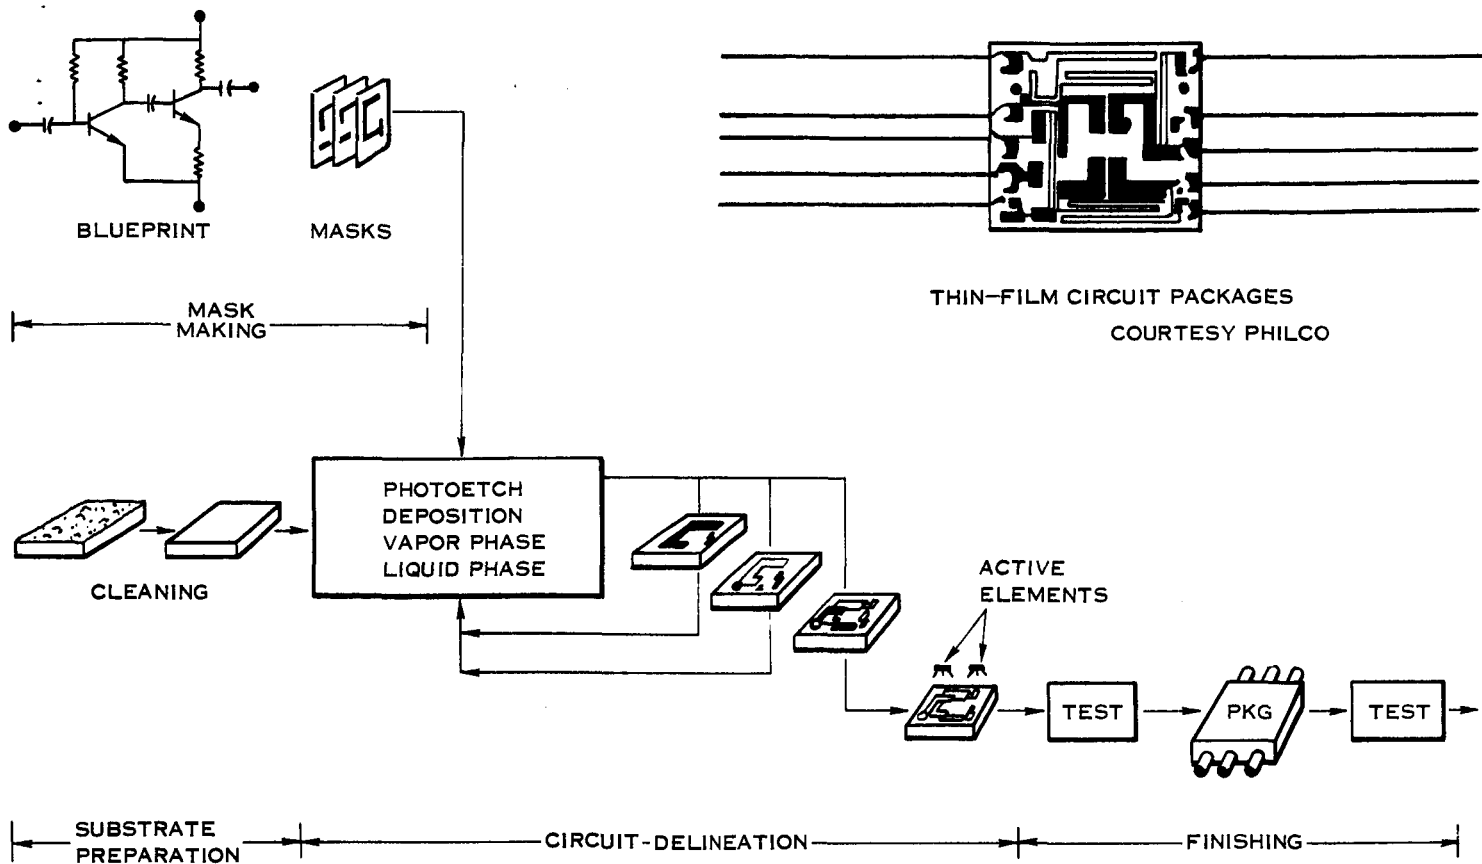 BLUEPRINT
MASKS
MASK
MAKING
THIN-FILM CIRCUIT PACKAGES
COURTESY PHILCO
PHOTOETCH
DEPOSITION
VAPOR PHASE
LIQUID PHASE
CLEANING
ACTIVE
ELEMENTS
TEST
PKG
TEST
SUBSTRATE
PREPARATION
CIRCUIT-DELINEATION
FINISHING